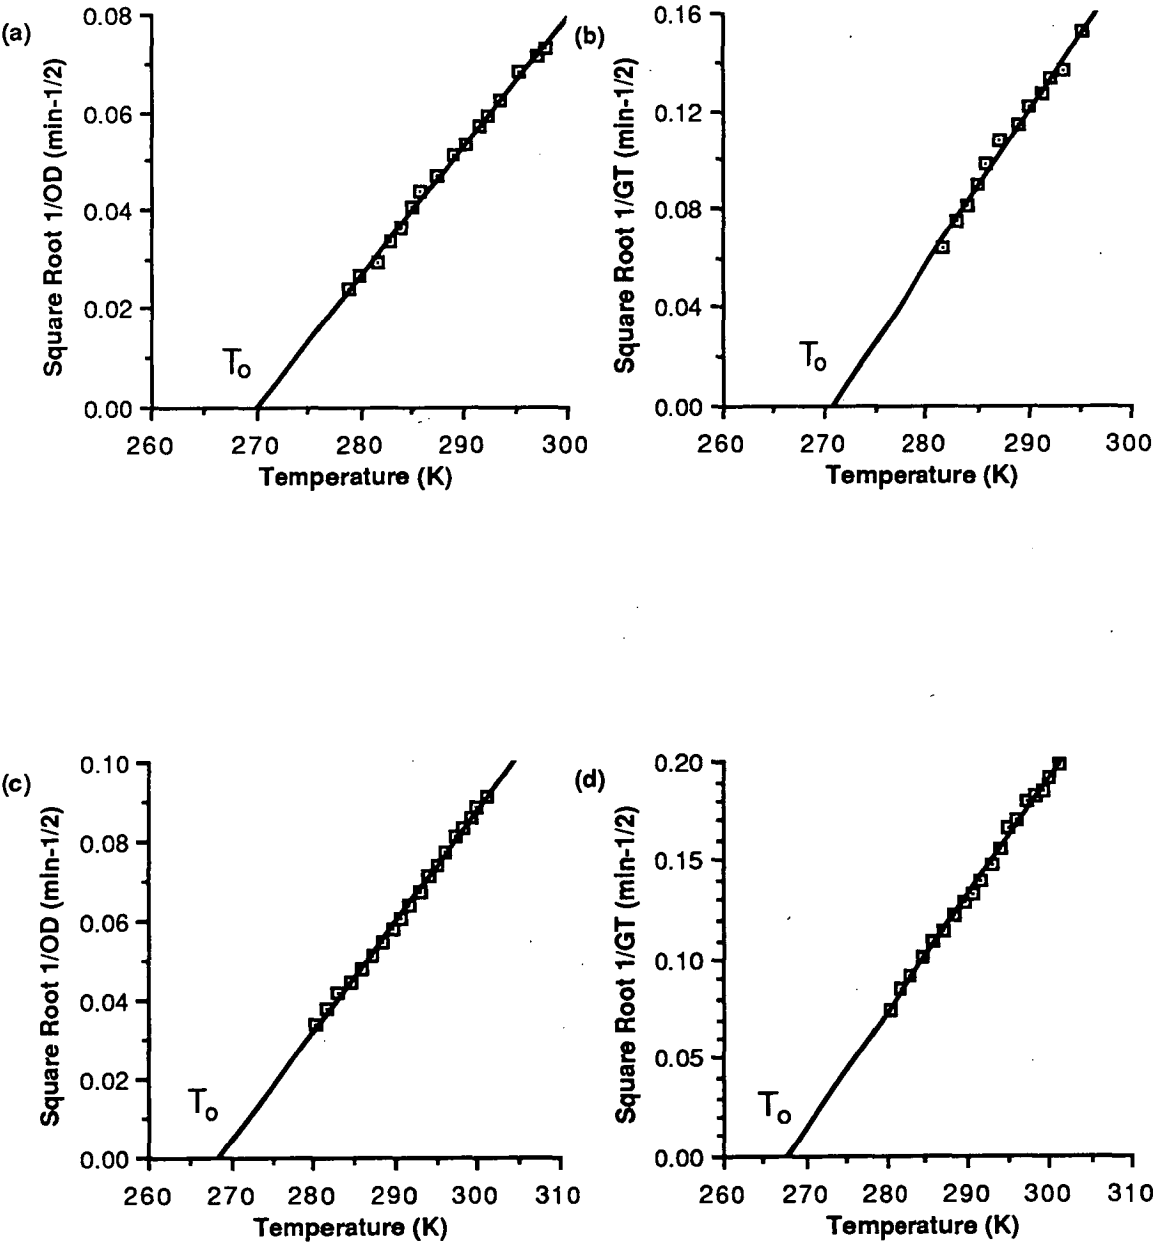 (a)
Square Root 1/OD (min-1/2)
0.08
0.06
0.04
0.02
0.00
To
260 270 280 290 300
Temperature (K)
(b)
Square Root 1/GT (min-1/2)
0.16
0.12
0.08
0.04
0.00
To
260 270 280 290 300
Temperature (K)
(c)
Square Root 1/OD (min-1/2)
0.10
0.08
0.06
0.04
0.02
0.00
To
260 270 280 290 300 310
Temperature (K)
(d)
Square Root 1/GT (min-1/2)
0.20
0.15
0.10
0.05
0.00
To
260 270 280 290 300 310
Temperature (K)